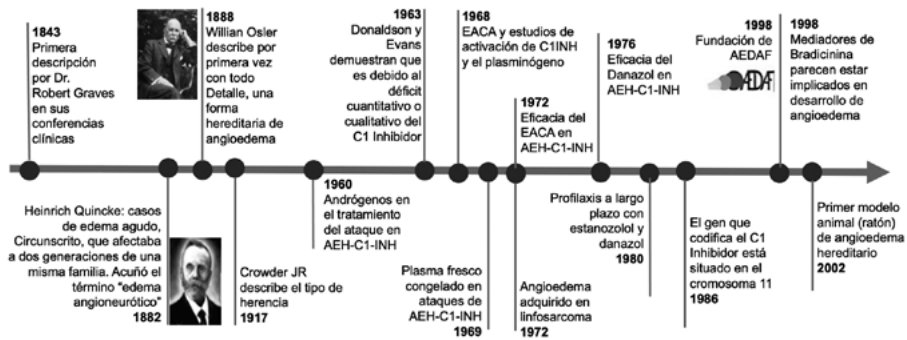 1843
Primera
descripción
por Dr.
Robert Graves
en sus
conferencias
clínicas
1888
Willian Osler
describe por
primera vez
con todo
Detalle, una
forma
hereditaria de
angioedema
1963
Donaldson y
Evans
demuestran que
es debido al
déficit
cuantitativo o
cualitativo del
C1 Inhibidor
1968
EACA y estudios de
activación de C1INH
y el plasminógeno
1972
Eficacia del
EACA en
AEH-C1-INH
1976
Eficacia del
Danazol en
AEH-C1-INH
1998
Fundación de
AEDAF
AEDAF
1998
Mediadores de
Bradicinina
parecen estar
implicados en
desarrollo de
angioedema
Heinrich Quincke: casos
de edema agudo,
Circunscrito, que afectaba
a dos generaciones de una
misma familia. Acuñó el
término "edema
angioneurótico"
1882
Crowder JR
describe el tipo de
herencia
1917
1960
Andrógenos en
el tratamiento
del ataque en
AEH-C1-INH
Plasma fresco
congelado en
ataques de
AEH-C1-INH
1969
Angioedema
adquirido en
linfosarcoma
1972
Profilaxis a largo
plazo con
estanozolol y
danazol
1980
El gen que
codifica el C1
Inhibidor está
situado en el
cromosoma 11
1986
Primer modelo
animal (ratón)
de angioedema
hereditario
2002